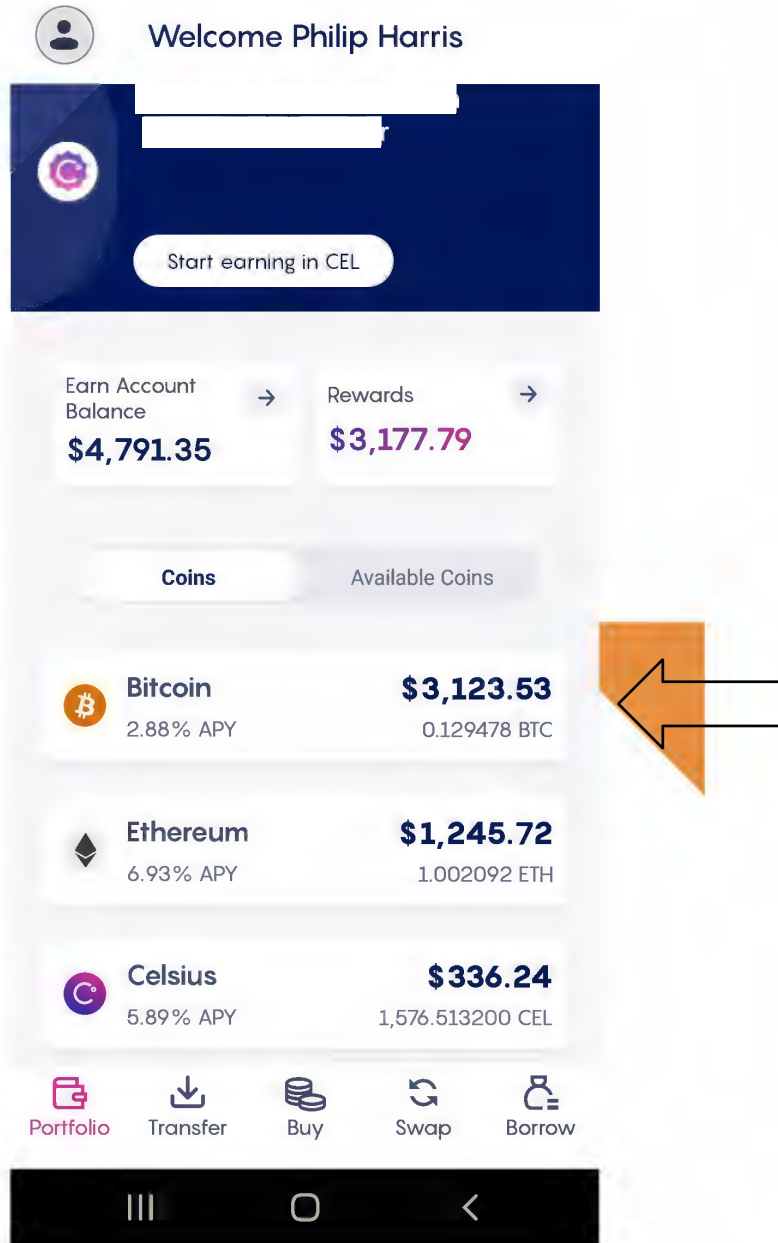 Welcome Philip Harris
Start earning in CEL
Earn Account
Balance
$4,791.35
Rewards
$3,177.79
Coins
Available Coins
Bitcoin
$3,123.53
2.88% APY
0.129478 BTC
Ethereum
$1,245.72
6.93% APY
1.002092 ETH
Celsius
$336.24
5.89% APY
1,576.513200 CEL
Portfolio
Transfer
Buy
Swap
Borrow